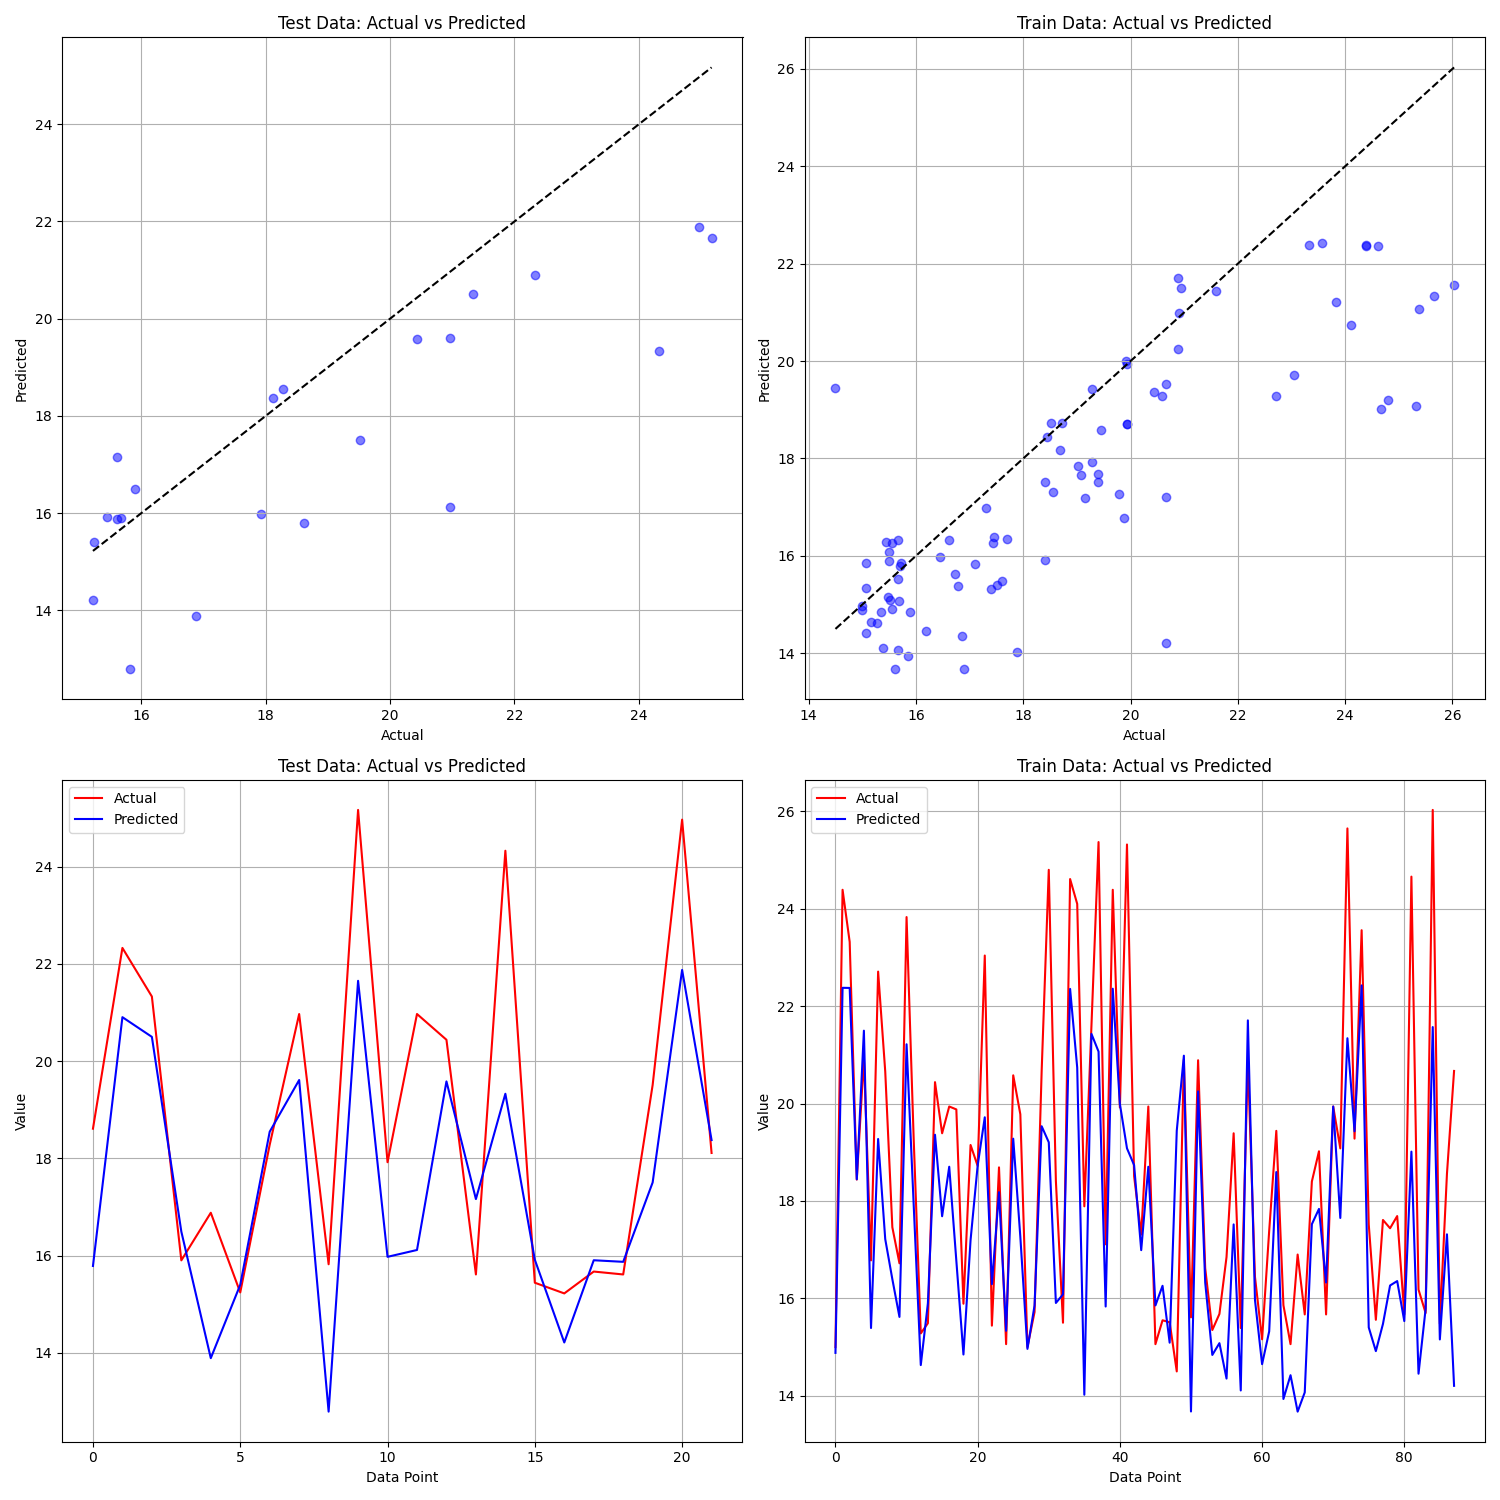 Test Data: Actual vs Predicted
Predicted
24
22
20
18
16
14
16 18 20 22 24
Actual
Train Data: Actual vs Predicted
Predicted
26
24
22
20
18
16
14
14 16 18 20 22 24 26
Actual
Test Data: Actual vs Predicted
Actual
Predicted
Value
24
22
20
18
16
14
0 5 10 15 20
Data Point
Train Data: Actual vs Predicted
Actual
Predicted
Value
26
24
22
20
18
16
14
0 20 40 60 80
Data Point